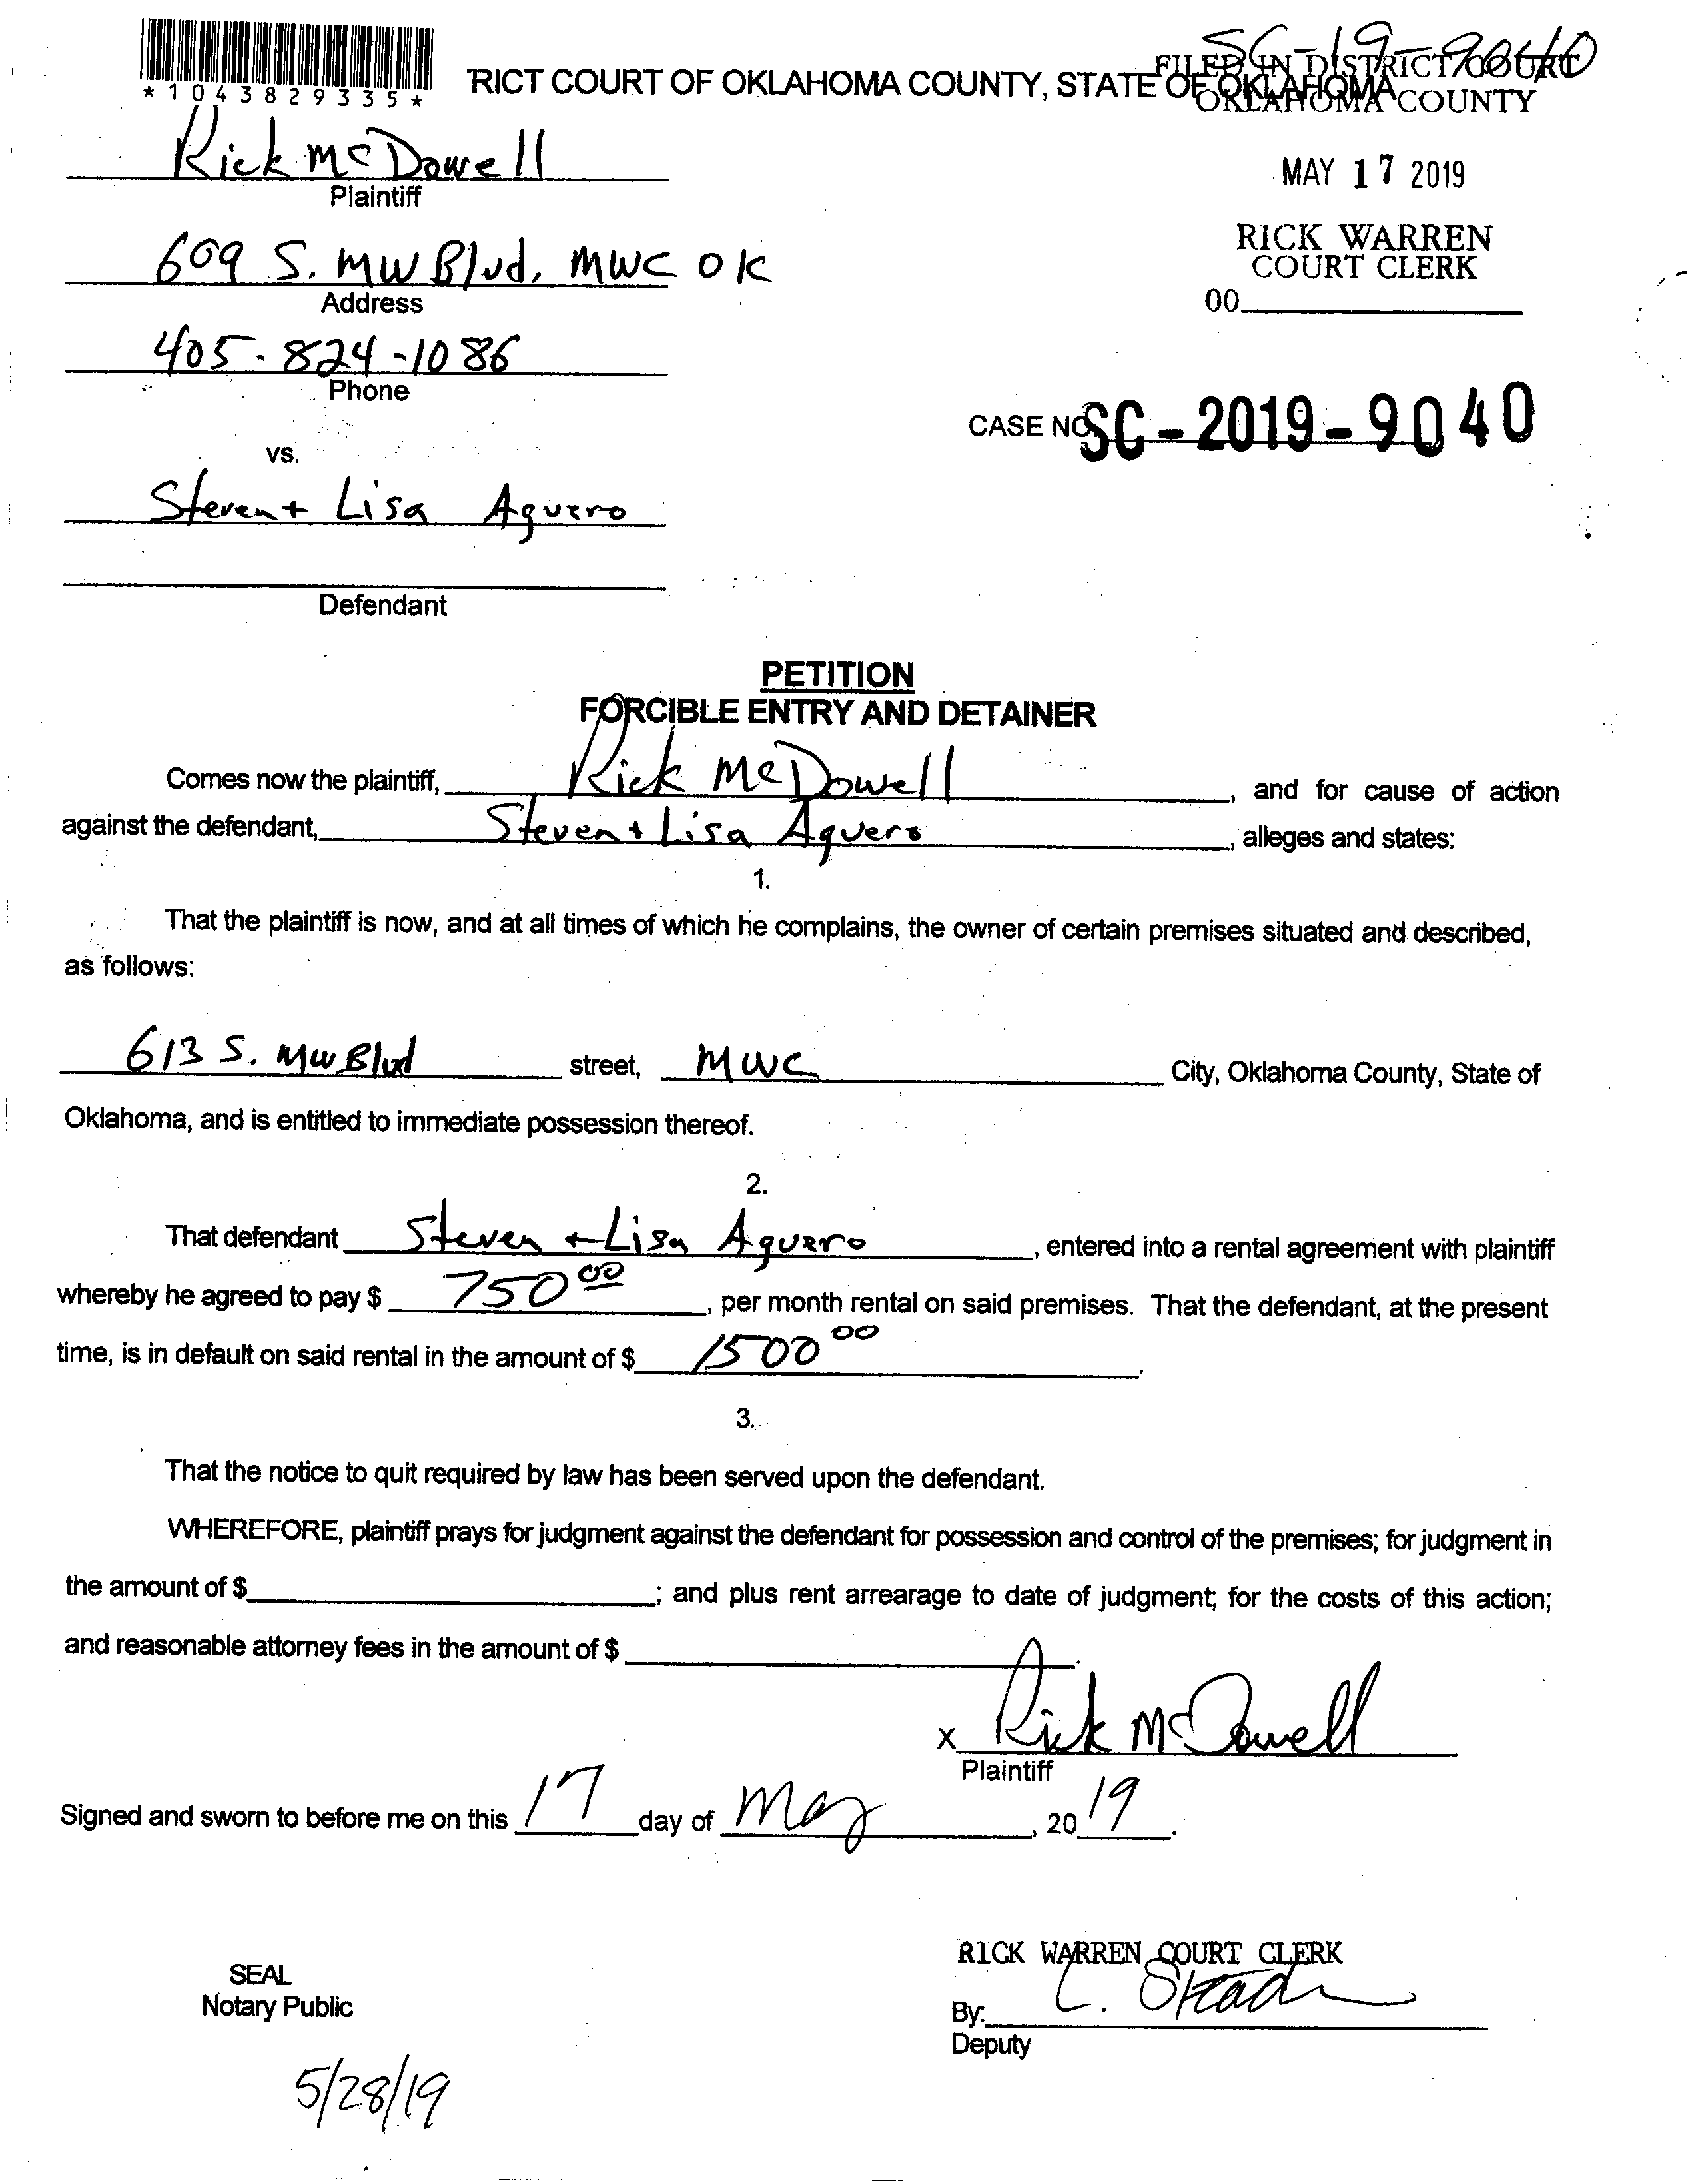 SC-19-9040
*1043829335*
RICT COURT OF OKLAHOMA COUNTY, STATE OF OKLAHOMA
FILED IN DISTRICT COURT
OKLAHOMA COUNTY
Rick McDowell
Plaintiff
MAY 17 2019
609 S. MW Blvd, MWC OK
Address
RICK WARREN
COURT CLERK
00
405-824-1086
Phone
CASE NO. SC-2019-9040
vs.
Steven + Lisa Aguero
Defendant
PETITION
FORCIBLE ENTRY AND DETAINER
Comes now the plaintiff, Rick McDowell, and for cause of action
against the defendant, Steven + Lisa Aguero, alleges and states:
1.
That the plaintiff is now, and at all times of which he complains, the owner of certain premises situated and described,
as follows:
613 S. MW Blvd street, MWC City, Oklahoma County, State of
Oklahoma, and is entitled to immediate possession thereof.
2.
That defendant Steven + Lisa Aguero, entered into a rental agreement with plaintiff
whereby he agreed to pay $ 750 00, per month rental on said premises. That the defendant, at the present
time, is in default on said rental in the amount of $ 1500 00.
3.
That the notice to quit required by law has been served upon the defendant.
WHEREFORE, plaintiff prays for judgment against the defendant for possession and control of the premises; for judgment in
the amount of $ ; and plus rent arrearage to date of judgment; for the costs of this action;
and reasonable attorney fees in the amount of $ .
X Rick McDowell
Plaintiff
Signed and sworn to before me on this 17 day of May, 20 19.
RICK WARREN COURT CLERK
SEAL
Notary Public
By:
Deputy
5/28/19